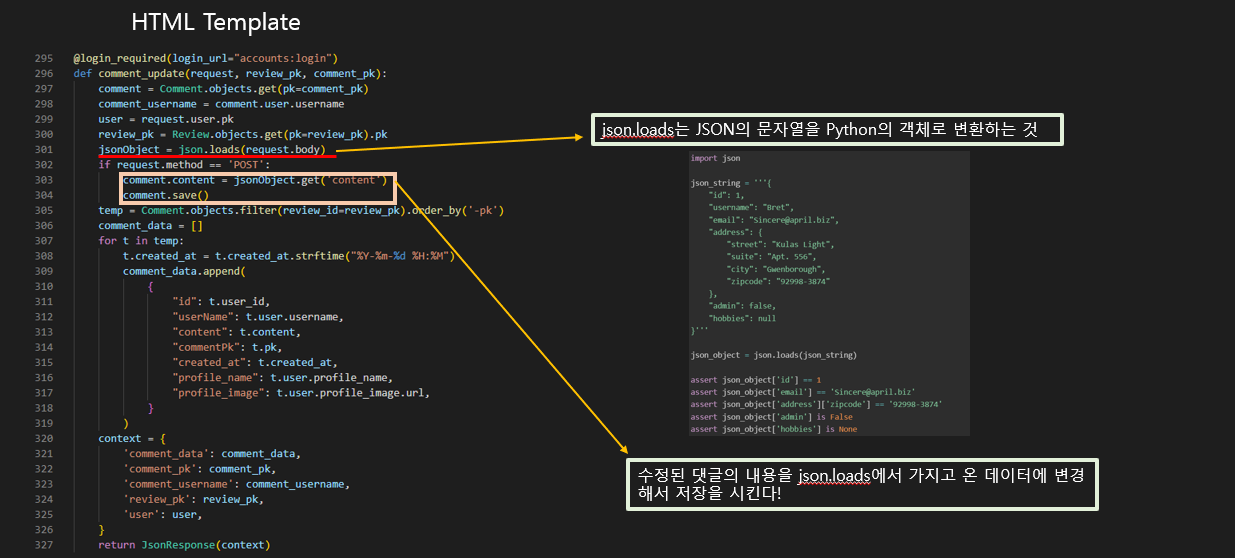 HTML Template
295 @login_required(login_url="accounts:login")
296 def comment_update(request, review_pk, comment_pk):
297 comment = Comment.objects.get(pk=comment_pk)
298 comment_username = comment.user.username
299 user = request.user.pk
300 review_pk = Review.objects.get(pk=review_pk).pk
301 jsonObject = json.loads(request.body)
302 if request.method == 'POST':
303 comment.content = jsonObject.get('content')
304 comment.save()
305 temp = Comment.objects.filter(review_id=review_pk).order_by('-pk')
306 comment_data = []
307 for t in temp:
308 t.created_at = t.created_at.strftime("%Y-%m-%d %H:%M")
309 comment_data.append(
310 {
311 "id": t.user_id,
312 "userName": t.user.username,
313 "content": t.content,
314 "commentPk": t.pk,
315 "created_at": t.created_at,
316 "profile_name": t.user.profile_name,
317 "profile_image": t.user.profile_image.url,
318 }
319 )
320 context = {
321 'comment_data': comment_data,
322 'comment_pk': comment_pk,
323 'comment_username': comment_username,
324 'review_pk': review_pk,
325 'user': user,
326 }
327 return JsonResponse(context)
json.loads는 JSON의 문자열을 Python의 객체로 변환하는 것
import json
json_string = '''{
"id": 1,
"username": "Bret",
"email": "Sincere@april.biz",
"address": {
"street": "Kulas Light",
"suite": "Apt. 556",
"city": "Gwenborough",
"zipcode": "92998-3874"
},
"admin": false,
"hobbies": null
}'''
json_object = json.loads(json_string)
assert json_object['id'] == 1
assert json_object['email'] == 'Sincere@april.biz'
assert json_object['address']['zipcode'] == '92998-3874'
assert json_object['admin'] is False
assert json_object['hobbies'] is None
수정된 댓글의 내용을 json.loads에서 가지고 온 데이터에 변경
해서 저장을 시킨다!